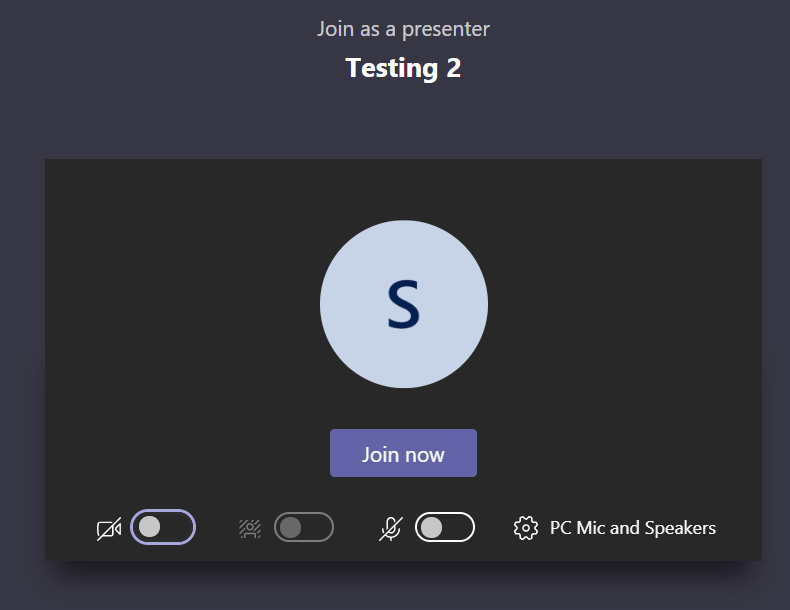 Join as a presenter
Testing 2
S
Join now
PC Mic and Speakers